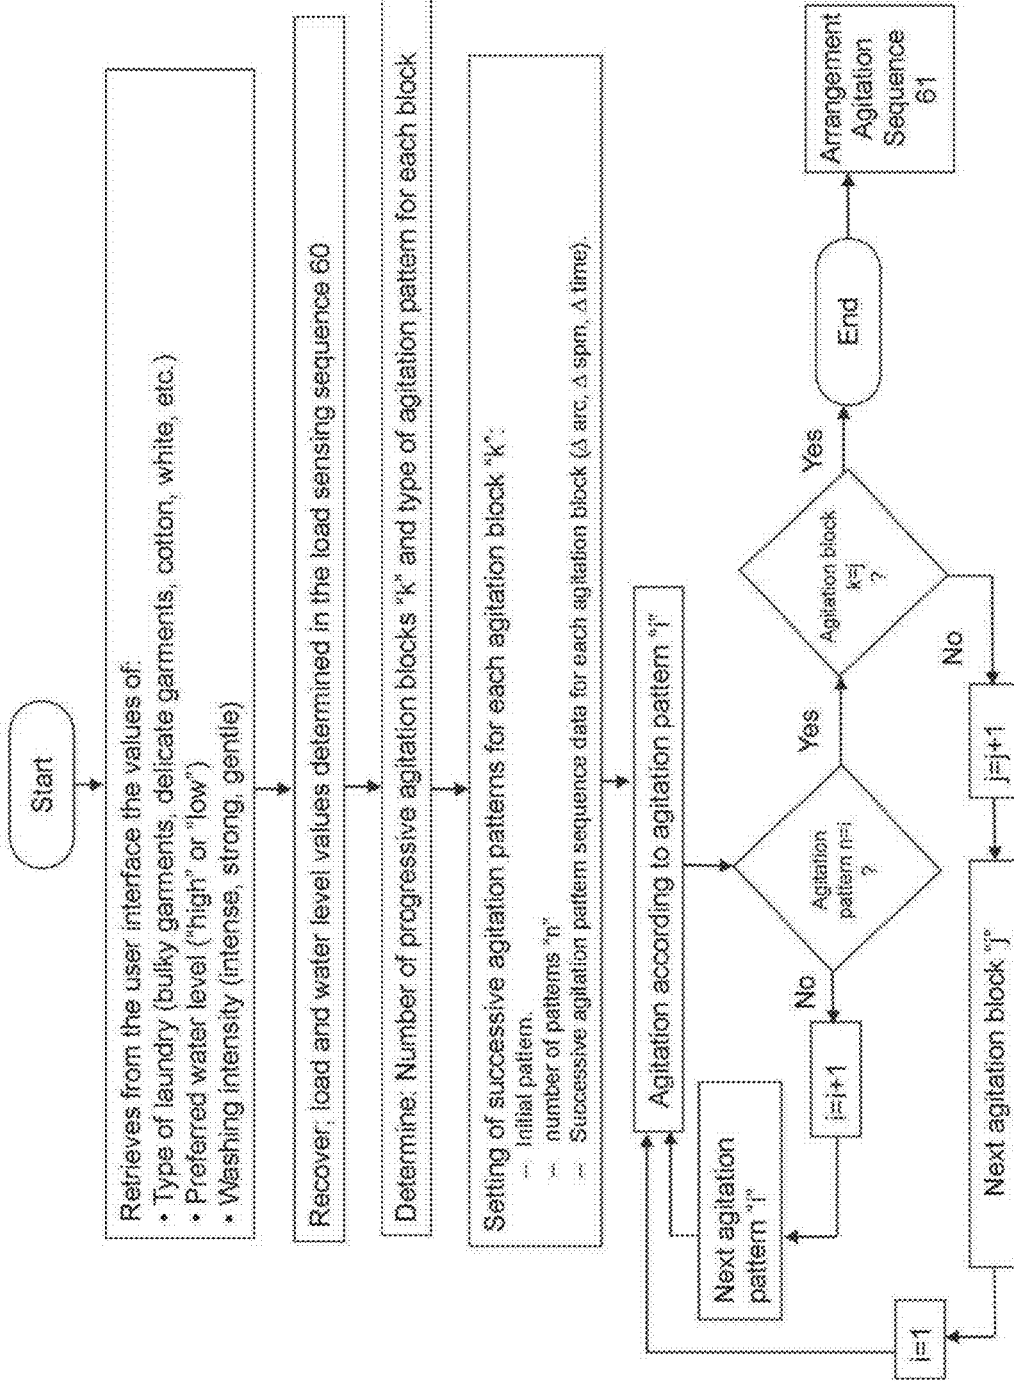 Start
Retrieves from the user interface the values of:
• Type of laundry (bulky garments, delicate garments, cotton, white, etc.)
• Preferred water level ("high" or "low")
• Washing intensity (intense, strong, gentle)
Recover, load and water level values determined in the load sensing sequence 60
Determine: Number of progressive agitation blocks "k" and type of agitation pattern for each block
Setting of successive agitation patterns for each agitation block "k":
– Initial pattern.
– number of patterns "n"
– Successive agitation pattern sequence data for each agitation block (Δ arc, Δ spm, Δ time).
Agitation according to agitation pattern "i"
Agitation
pattern n=i
?
No
i=i+1
Next agitation
pattern "i"
Yes
Agitation block
k=j
?
No
j=j+1
Next agitation block "j"
i=1
Yes
End
Arrangement
Agitation
Sequence
61